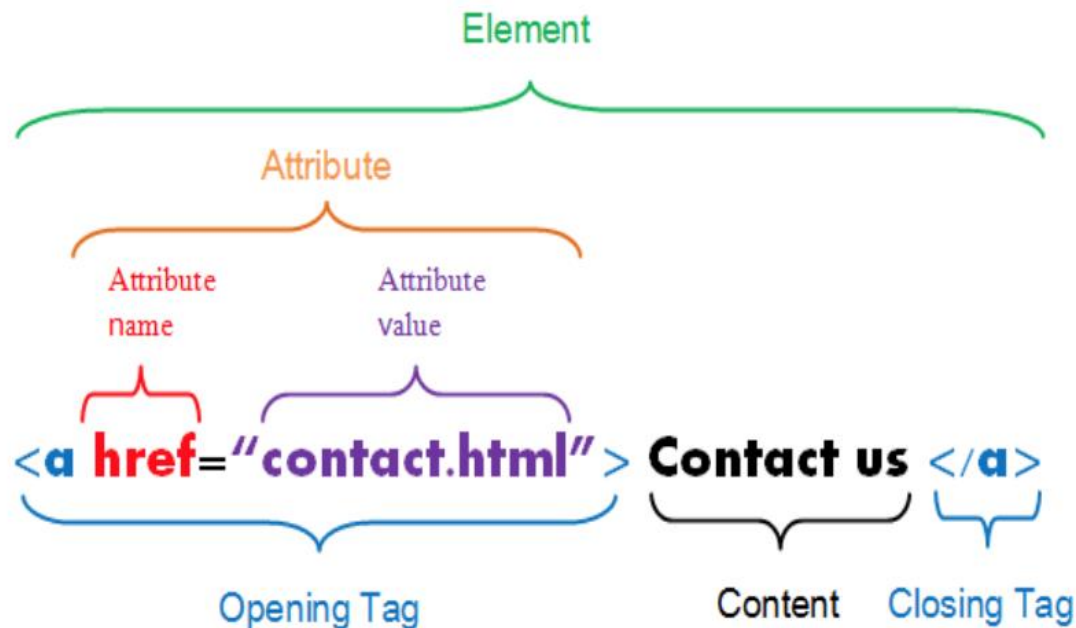 Element
Attribute
Attribute
name
Attribute
value
<a href=“contact.html”> Contact us </a>
Opening Tag
Content
Closing Tag